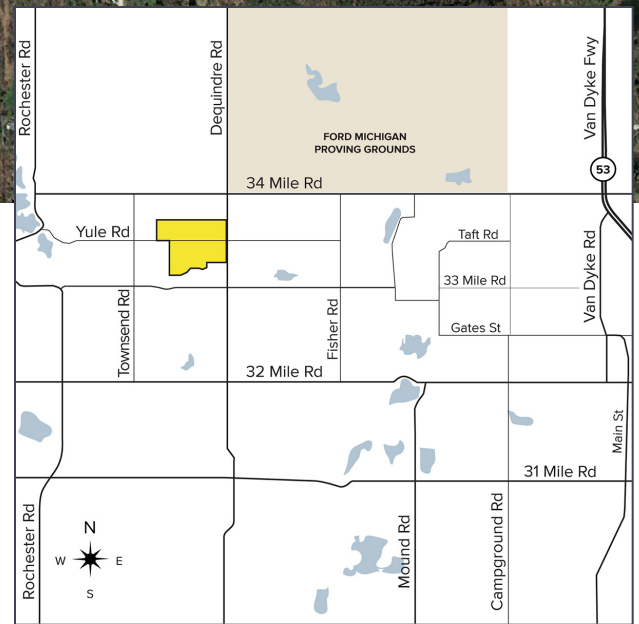 Rochester Rd
Dequindre Rd
Van Dyke Fwy
FORD MICHIGAN
PROVING GROUNDS
53
34 Mile Rd
Yule Rd
Taft Rd
Van Dyke Rd
33 Mile Rd
Townsend Rd
Fisher Rd
Gates St
32 Mile Rd
Main St
31 Mile Rd
Rochester Rd
N
W
E
S
Mound Rd
Campground Rd